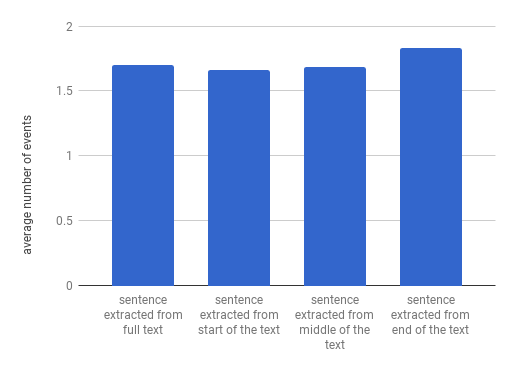 2
1.5
1
0.5
0
average number of events
sentence
extracted from
full text
sentence
extracted from
start of the text
sentence
extracted from
middle of the
text
sentence
extracted from
end of the text